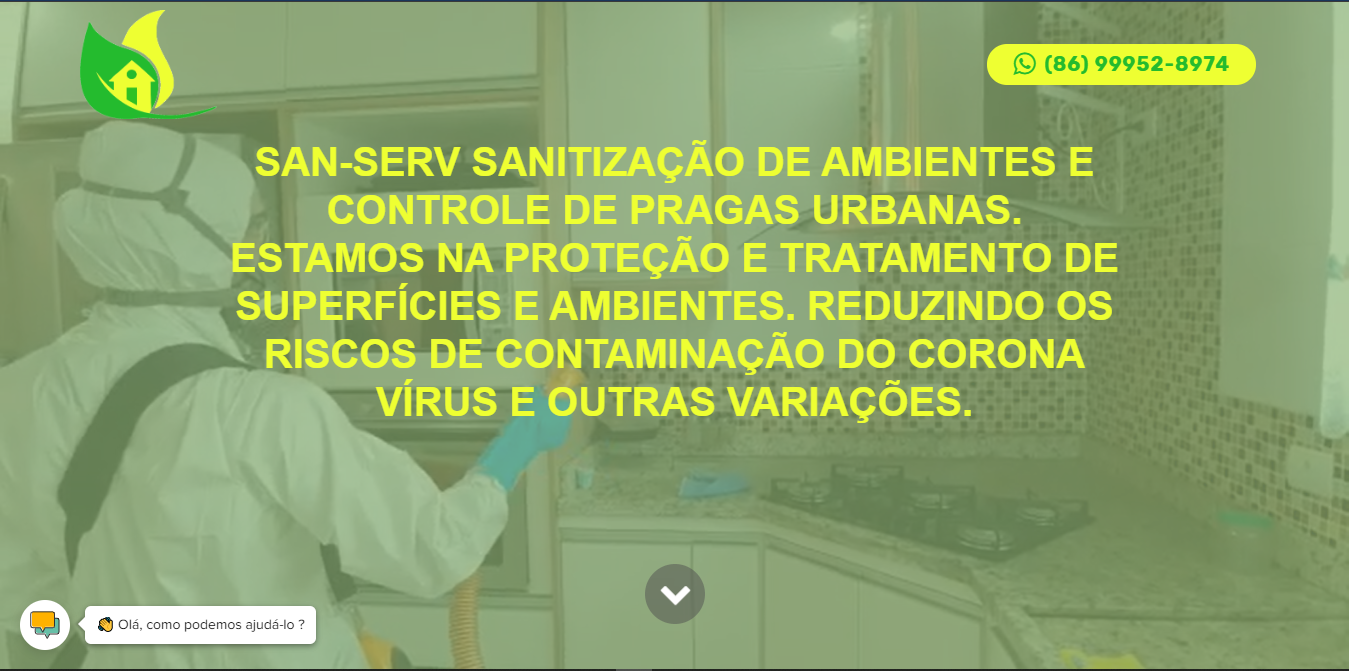 (86) 99952-8974
SAN-SERV SANITIZAÇÃO DE AMBIENTES E
CONTROLE DE PRAGAS URBANAS.
ESTAMOS NA PROTEÇÃO E TRATAMENTO DE
SUPERFÍCIES E AMBIENTES. REDUZINDO OS
RISCOS DE CONTAMINAÇÃO DO CORONA
VÍRUS E OUTRAS VARIAÇÕES.
👏 Olá, como podemos ajudá-lo ?